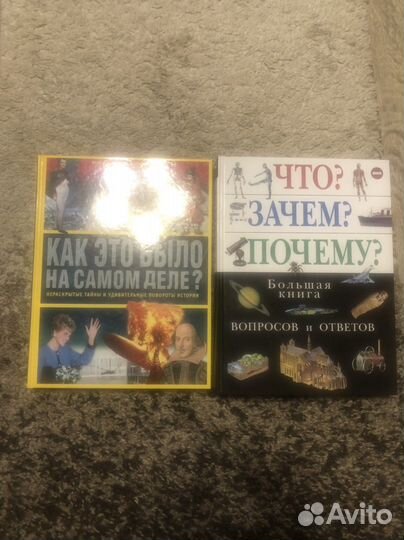 КАК ЭТО БЫЛО
НА САМОМ ДЕЛЕ?
НЕРАСКРЫТЫЕ ТАЙНЫ И УДИВИТЕЛЬНЫЕ ПОВОРОТЫ ИСТОРИИ
ЧТО?
ЗАЧЕМ?
ПОЧЕМУ?
Большая
книга
ВОПРОСОВ и ОТВЕТОВ
Avito